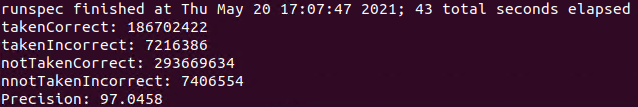 runspec finished at Thu May 20 17:07:47 2021; 43 total seconds elapsed
takenCorrect: 186702422
takenIncorrect: 7216386
notTakenCorrect: 293669634
nnotTakenIncorrect: 7406554
Precision: 97.0458